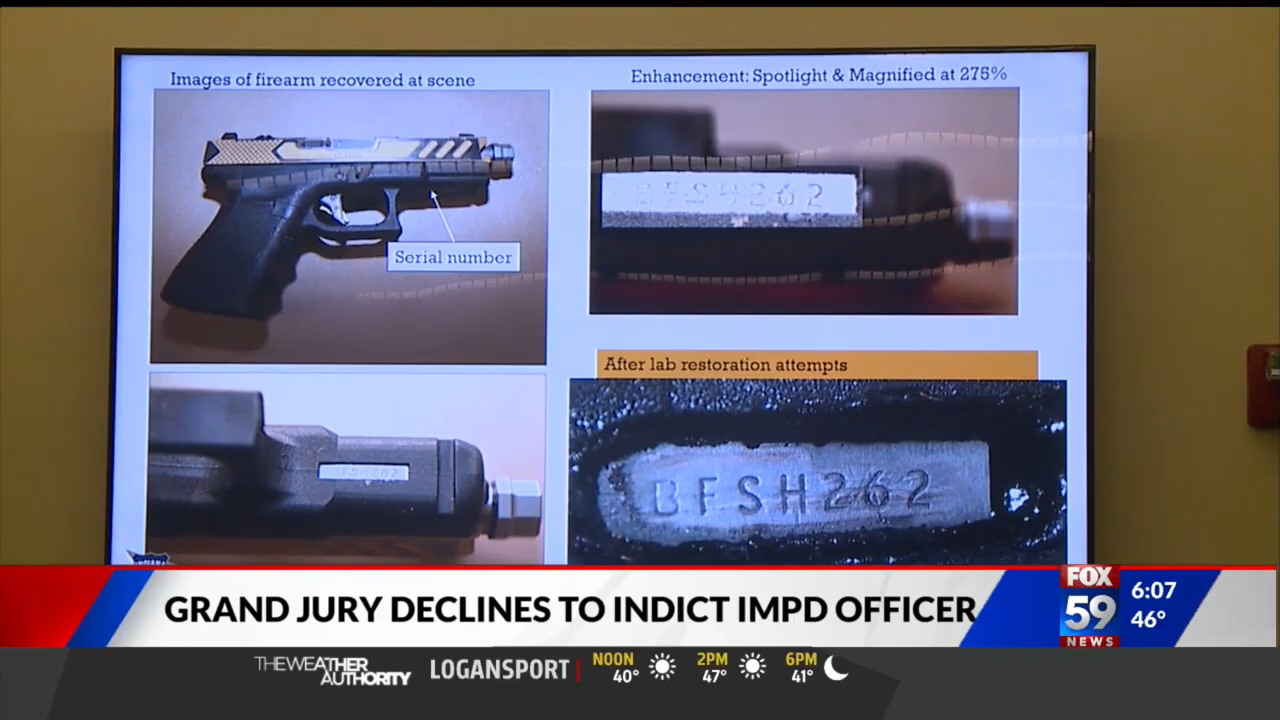 Images of firearm recovered at scene
Enhancement: Spotlight & Magnified at 275%
Serial number
BFSH262
BFSH262
After lab restoration attempts
BFSH262
INDIANA
GRAND JURY DECLINES TO INDICT IMPD OFFICER
FOX
59
NEWS
6:07
46°
THE WEATHER
AUTHORITY
LOGANSPORT
NOON
40°
2PM
47°
6PM
41°